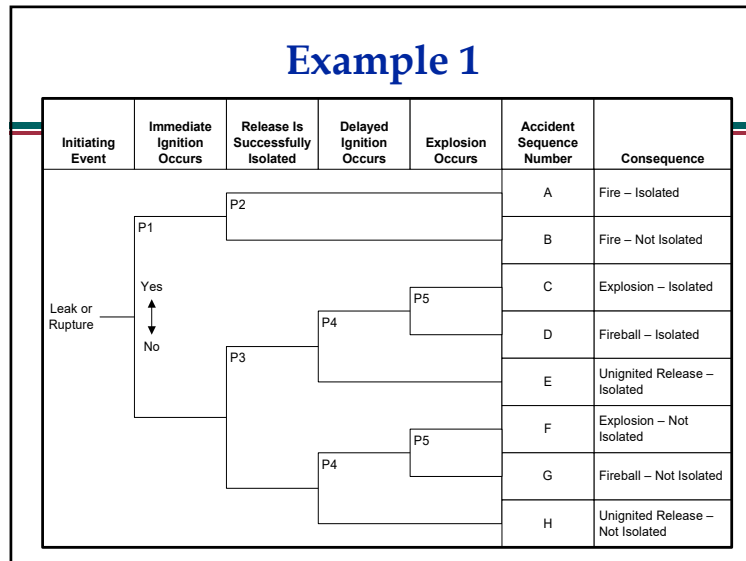 Example 1
Initiating
Event
Immediate
Ignition
Occurs
Release Is
Successfully
Isolated
Delayed
Ignition
Occurs
Explosion
Occurs
Accident
Sequence
Number
Consequence
A
Fire – Isolated
P2
P1
B
Fire – Not Isolated
Yes
C
Explosion – Isolated
P5
Leak or
Rupture
P4
D
Fireball – Isolated
No
P3
E
Unignited Release –
Isolated
F
Explosion – Not
Isolated
P5
P4
G
Fireball – Not Isolated
H
Unignited Release –
Not Isolated